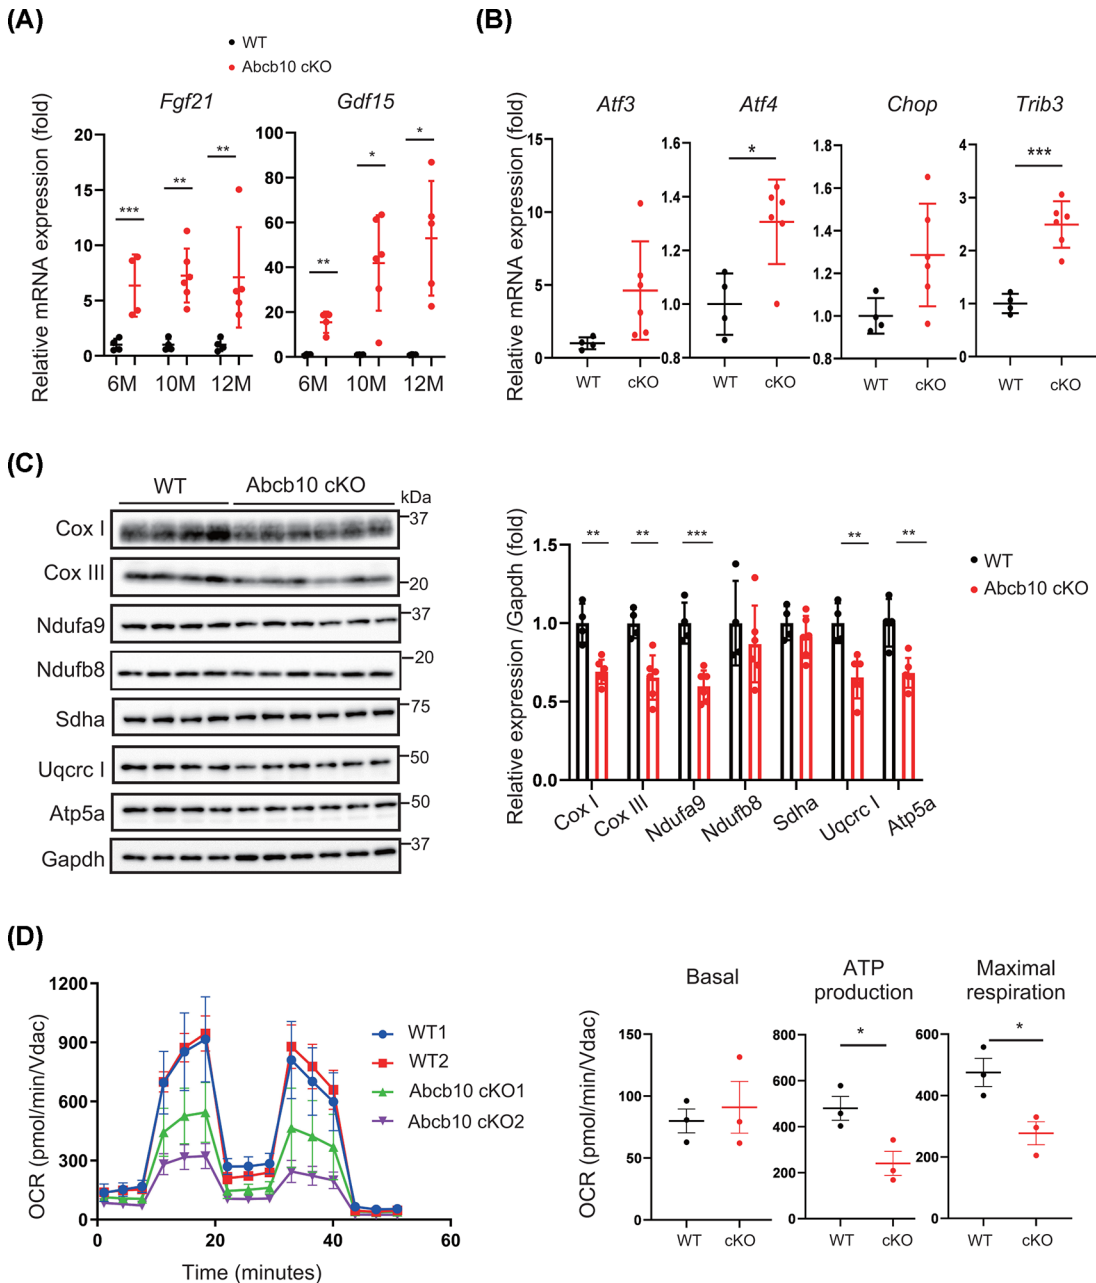 (A)
WT
Abcb10 cKO
Relative mRNA expression (fold)
Fgf21
Gdf15
20
15
10
5
0
***
**
**
6M 10M 12M
100
80
60
40
20
0
**
*
*
6M 10M 12M
(B)
Relative mRNA expression (fold)
Atf3
Atf4
Chop
Trib3
15
10
5
0
WT cKO
1.6
1.4
1.2
1.0
0.8
*
WT cKO
1.8
1.6
1.4
1.2
1.0
0.8
WT cKO
4
3
2
1
0
***
WT cKO
(C)
WT Abcb10 cKO
kDa
Cox I 37
Cox III 20
Ndufa9 37
Ndufb8 20
Sdha 75
Uqcrc I 50
Atp5a 50
Gapdh 37
Relative expression /Gapdh (fold)
1.5
1.0
0.5
0.0
** ** *** ** **
WT
Abcb10 cKO
Cox I Cox III Ndufa9 Ndufb8 Sdha Uqcrc I Atp5a
(D)
OCR (pmol/min/Vdac)
1200
900
600
300
0
0 20 40 60
Time (minutes)
WT1
WT2
Abcb10 cKO1
Abcb10 cKO2
OCR (pmol/min/Vdac)
Basal
150
100
50
0
WT cKO
ATP
production
800
600
400
200
0
*
WT cKO
Maximal
respiration
600
400
200
0
*
WT cKO